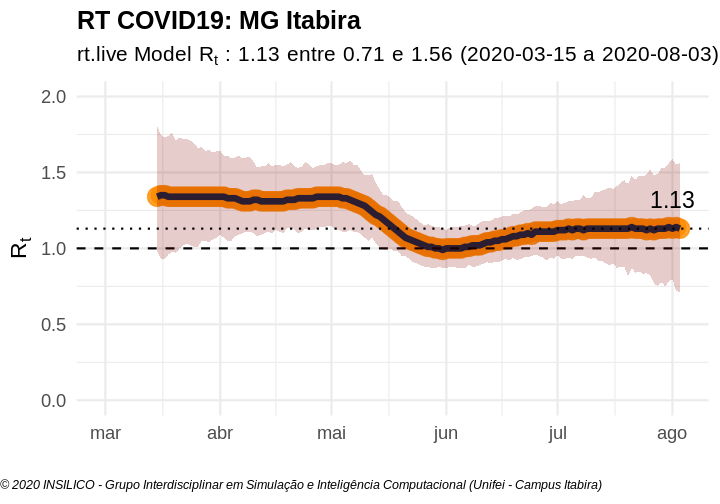 RT COVID19: MG Itabira
rt.live Model Rt : 1.13 entre 0.71 e 1.56 (2020-03-15 a 2020-08-03)
2.0
1.5
1.13
1.0
0.5
0.0
Rt
mar abr mai jun jul ago
© 2020 INSILICO - Grupo Interdisciplinar em Simulação e Inteligência Computacional (Unifei - Campus Itabira)